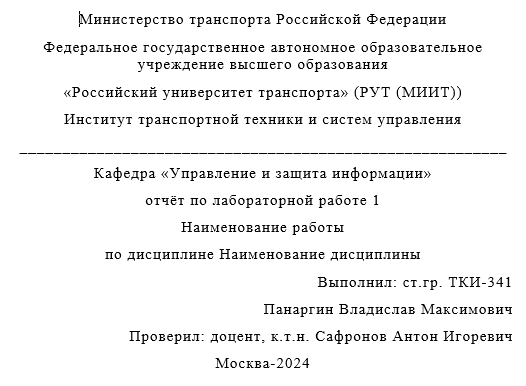 Министерство транспорта Российской Федерации
Федеральное государственное автономное образовательное
учреждение высшего образования
«Российский университет транспорта» (РУТ (МИИТ))
Институт транспортной техники и систем управления
Кафедра «Управление и защита информации»
отчёт по лабораторной работе 1
Наименование работы
по дисциплине Наименование дисциплины
Выполнил: ст.гр. ТКИ-341
Панаргин Владислав Максимович
Проверил: доцент, к.т.н. Сафронов Антон Игоревич
Москва-2024